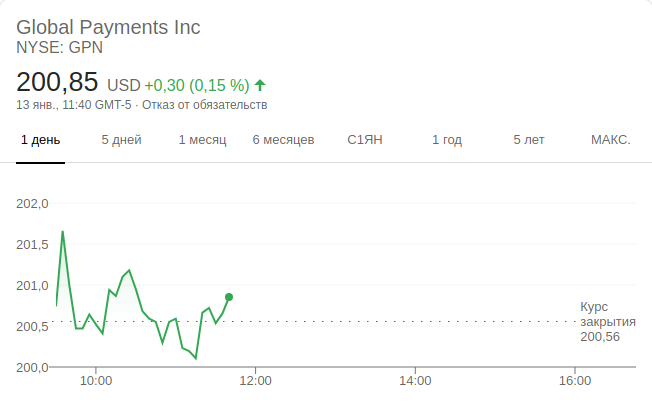 Global Payments Inc
NYSE: GPN
200,85 USD +0,30 (0,15 %)
13 янв., 11:40 GMT-5 · Отказ от обязательств
1 день 5 дней 1 месяц 6 месяцев С1ЯН 1 год 5 лет МАКС.
202,0
201,5
201,0
200,5
200,0
Курс
закрытия
200,56
10:00 12:00 14:00 16:00